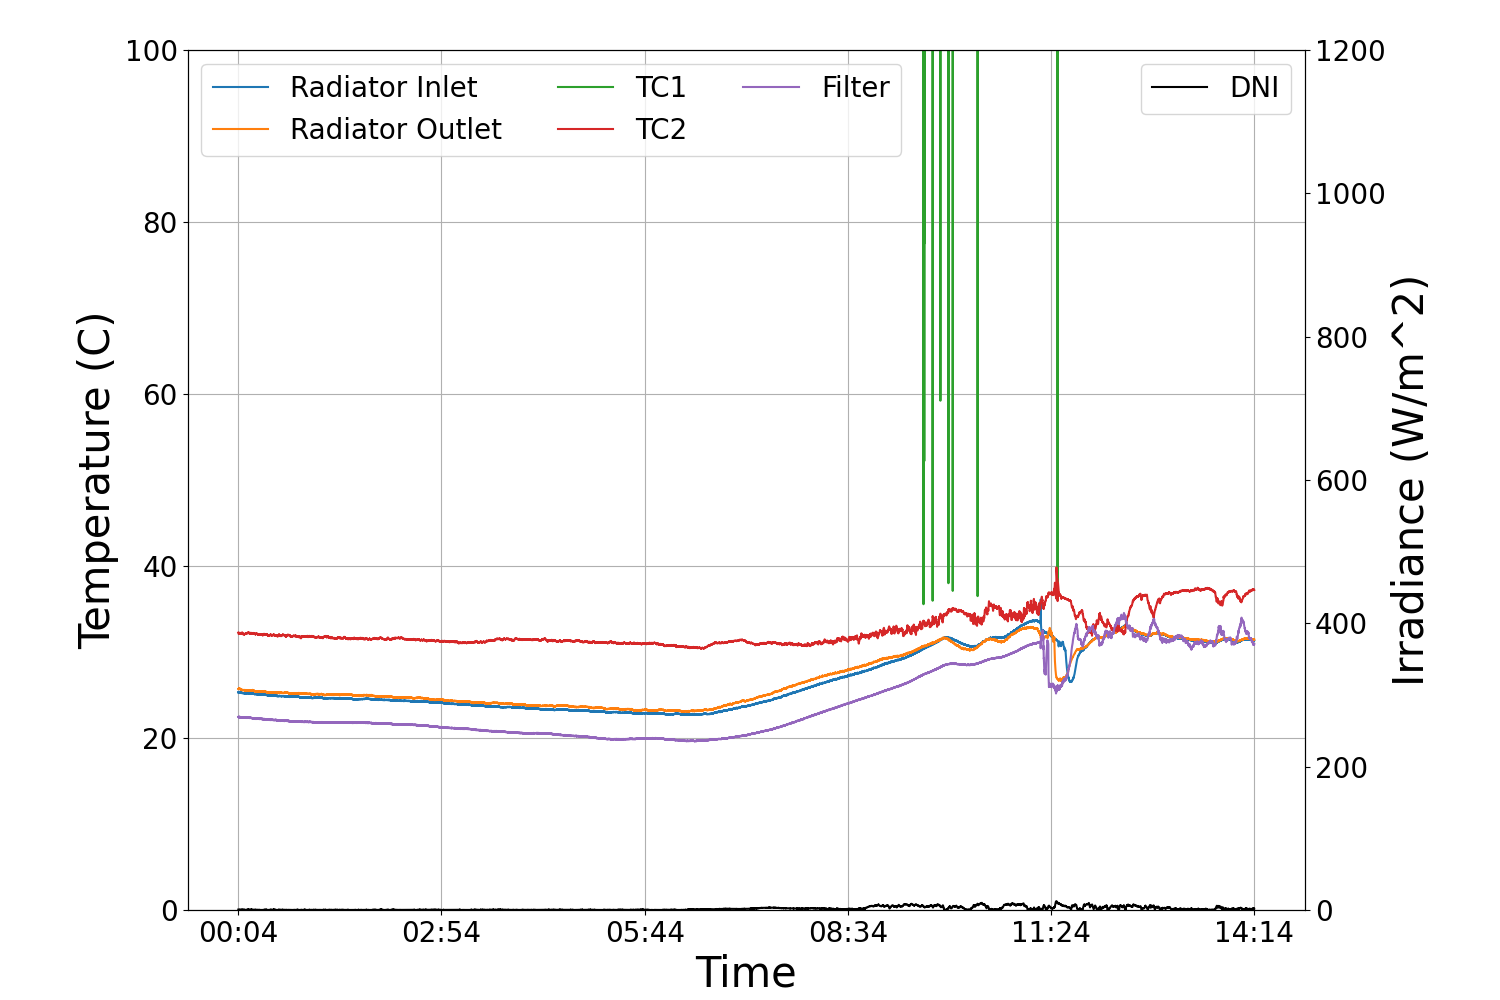 100
80
60
40
20
0
Temperature (C)
Radiator Inlet
Radiator Outlet
TC1
TC2
Filter
DNI
1200
1000
800
600
400
200
0
Irradiance (W/m^2)
00:04 02:54 05:44 08:34 11:24 14:14
Time